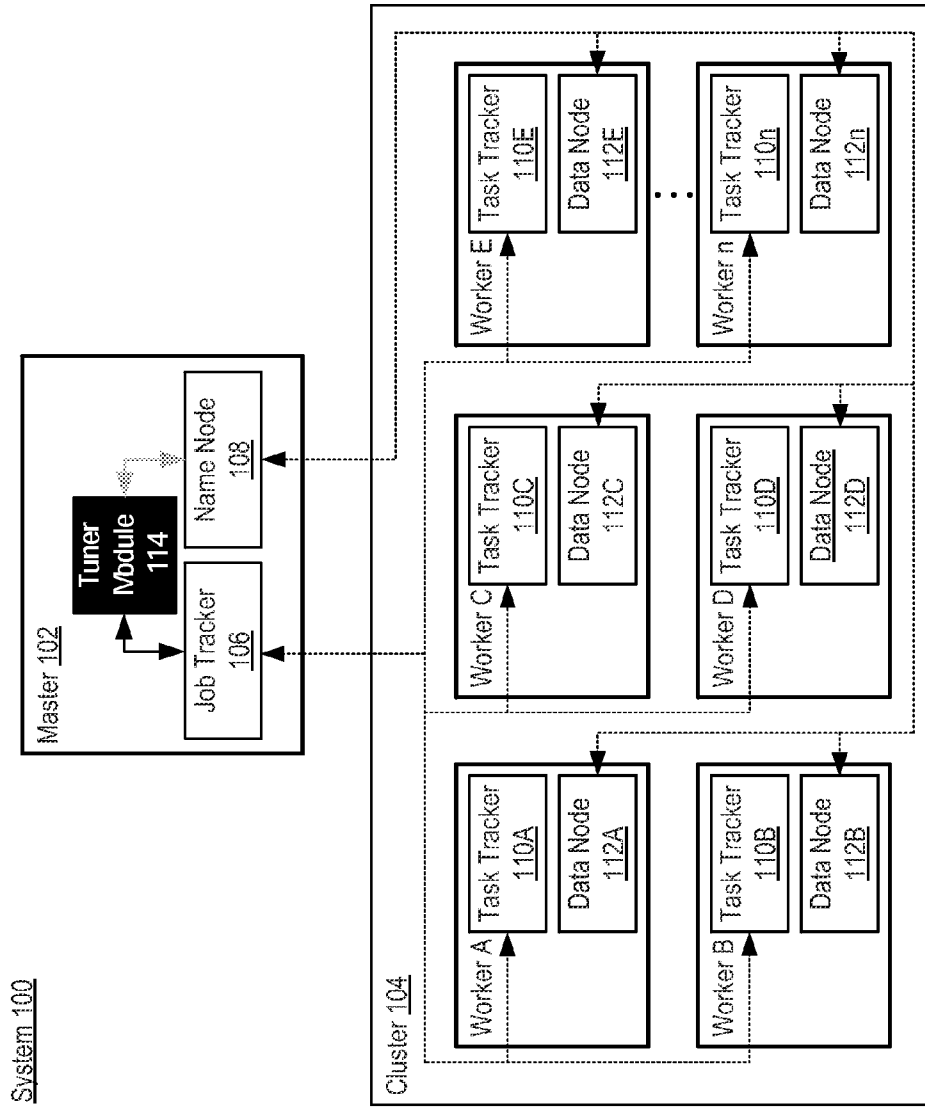 System 100
Master 102
Tuner
Module
114
Job Tracker
106
Name Node
108
Cluster 104
Worker A
Task Tracker
110A
Data Node
112A
Worker C
Task Tracker
110C
Data Node
112C
Worker E
Task Tracker
110E
Data Node
112E
Worker B
Task Tracker
110B
Data Node
112B
Worker D
Task Tracker
110D
Data Node
112D
Worker n
Task Tracker
110n
Data Node
112n